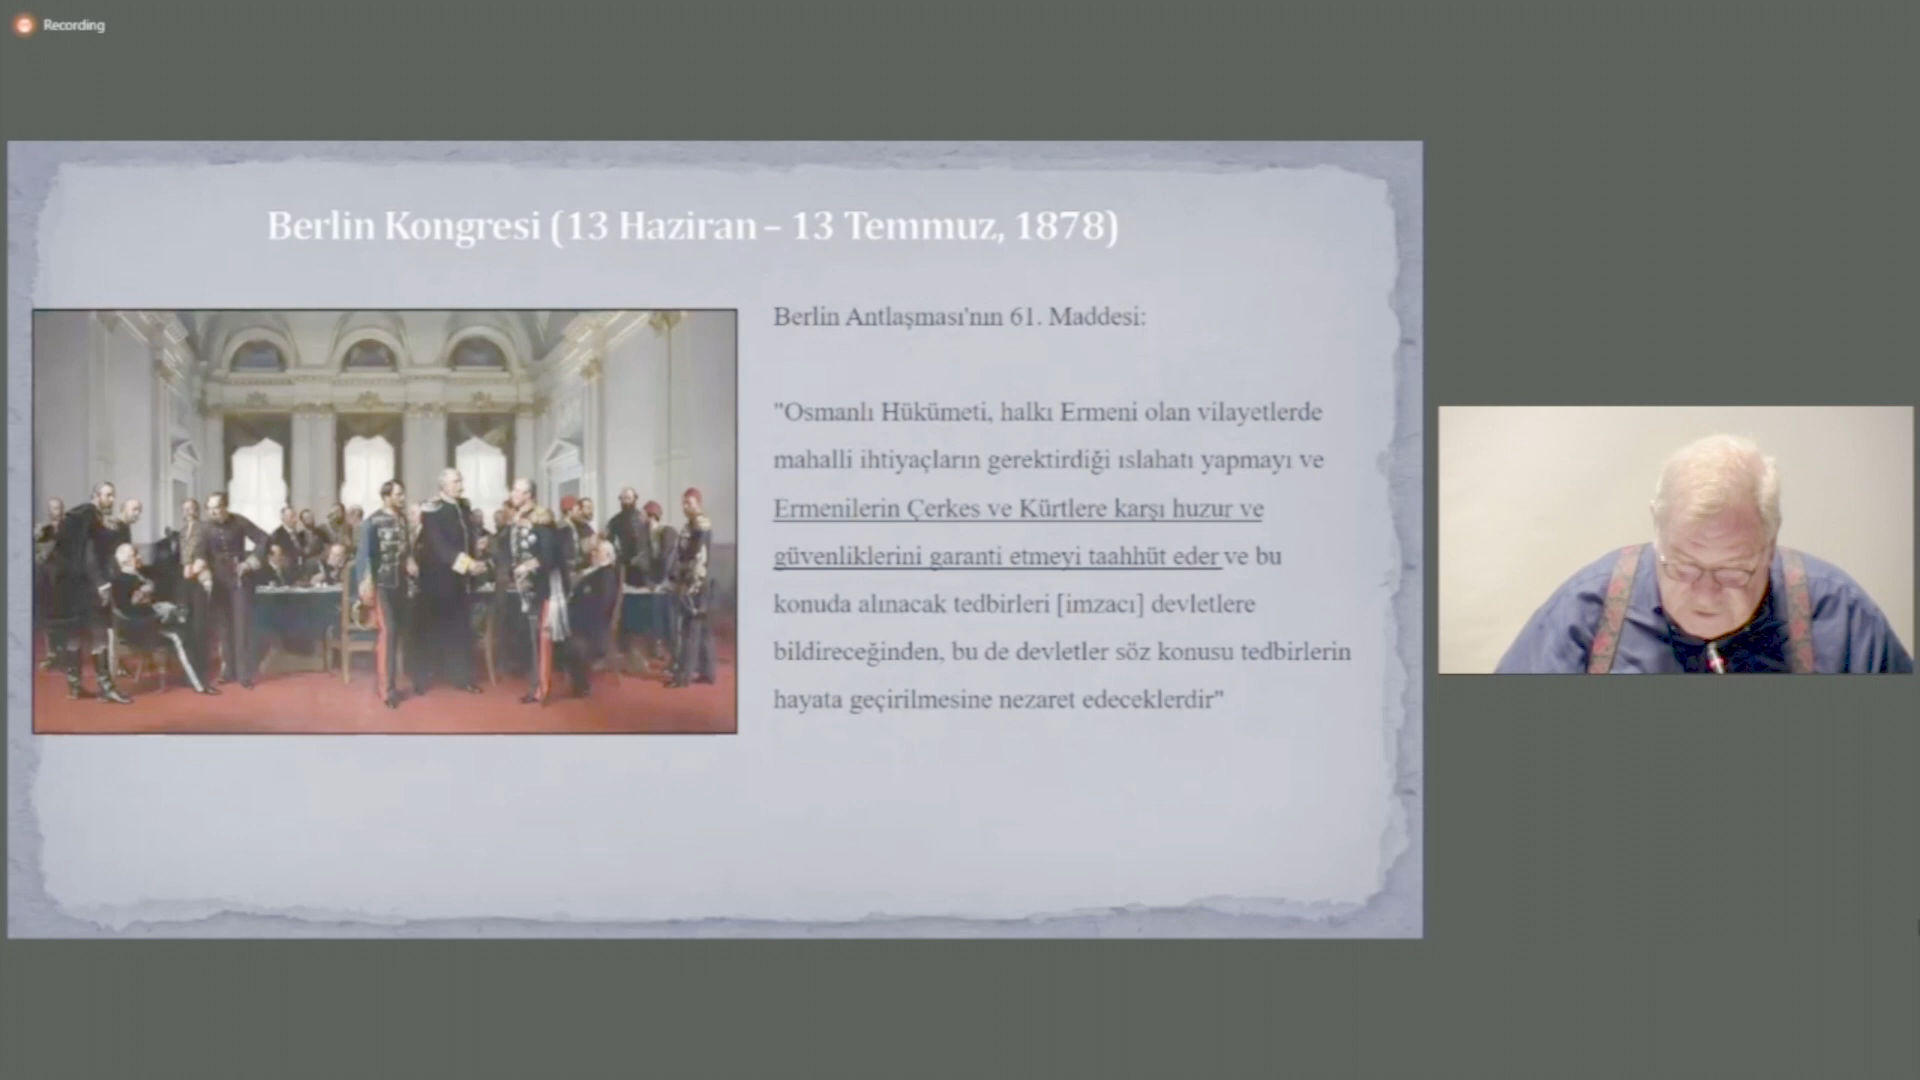 Recording
Berlin Kongresi (13 Haziran – 13 Temmuz, 1878)
Berlin Antlaşması'nın 61. Maddesi:
"Osmanlı Hükümeti, halkı Ermeni olan vilayetlerde
mahalli ihtiyaçların gerektirdiği ıslahatı yapmayı ve
Ermenilerin Çerkes ve Kürtlere karşı huzur ve
güvenliklerini garanti etmeyi taahhüt eder ve bu
konuda alınacak tedbirleri [imzacı] devletlere
bildireceğinden, bu de devletler söz konusu tedbirlerin
hayata geçirilmesine nezaret edeceklerdir"